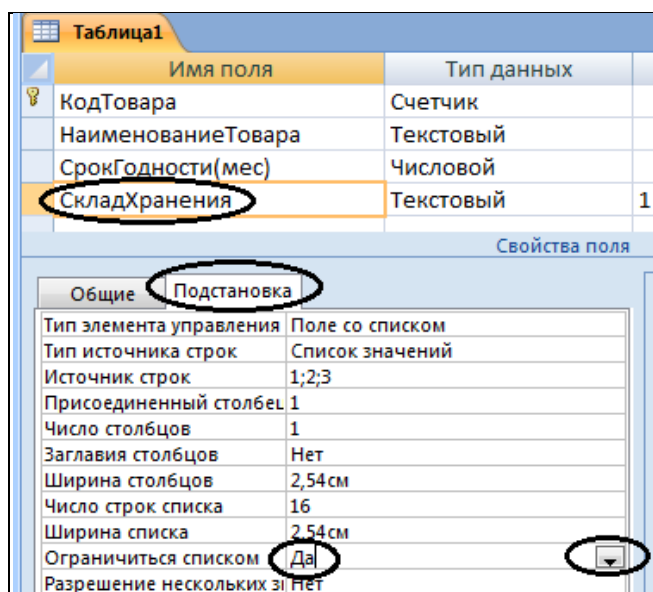 Таблица1
Имя поля Тип данных
КодТовара Счетчик
НаименованиеТовара Текстовый
СрокГодности(мес) Числовой
СкладХранения Текстовый 1
Свойства поля
Общие Подстановка
Тип элемента управления Поле со списком
Тип источника строк Список значений
Источник строк 1;2;3
Присоединенный столбец 1
Число столбцов 1
Заглавия столбцов Нет
Ширина столбцов 2,54см
Число строк списка 16
Ширина списка 2,54см
Ограничиться списком Да
Разрешение нескольких зн Нет